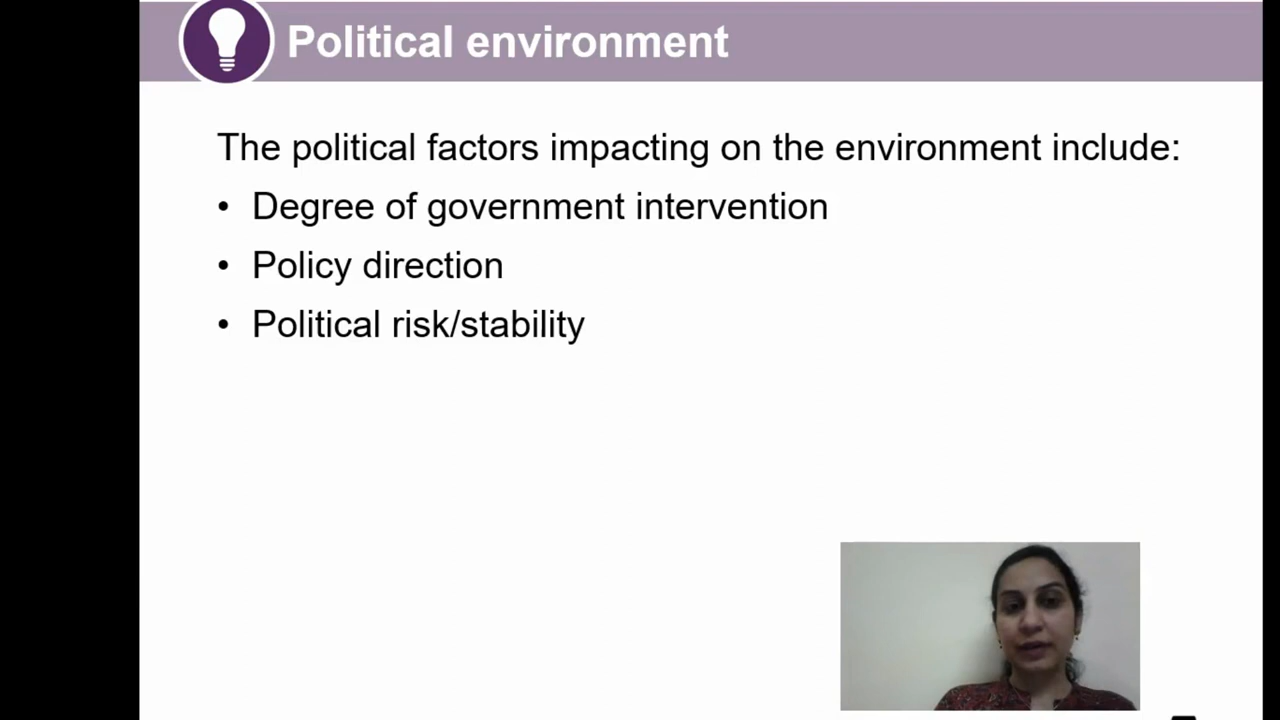 Political environment
The political factors impacting on the environment include:
• Degree of government intervention
• Policy direction
• Political risk/stability